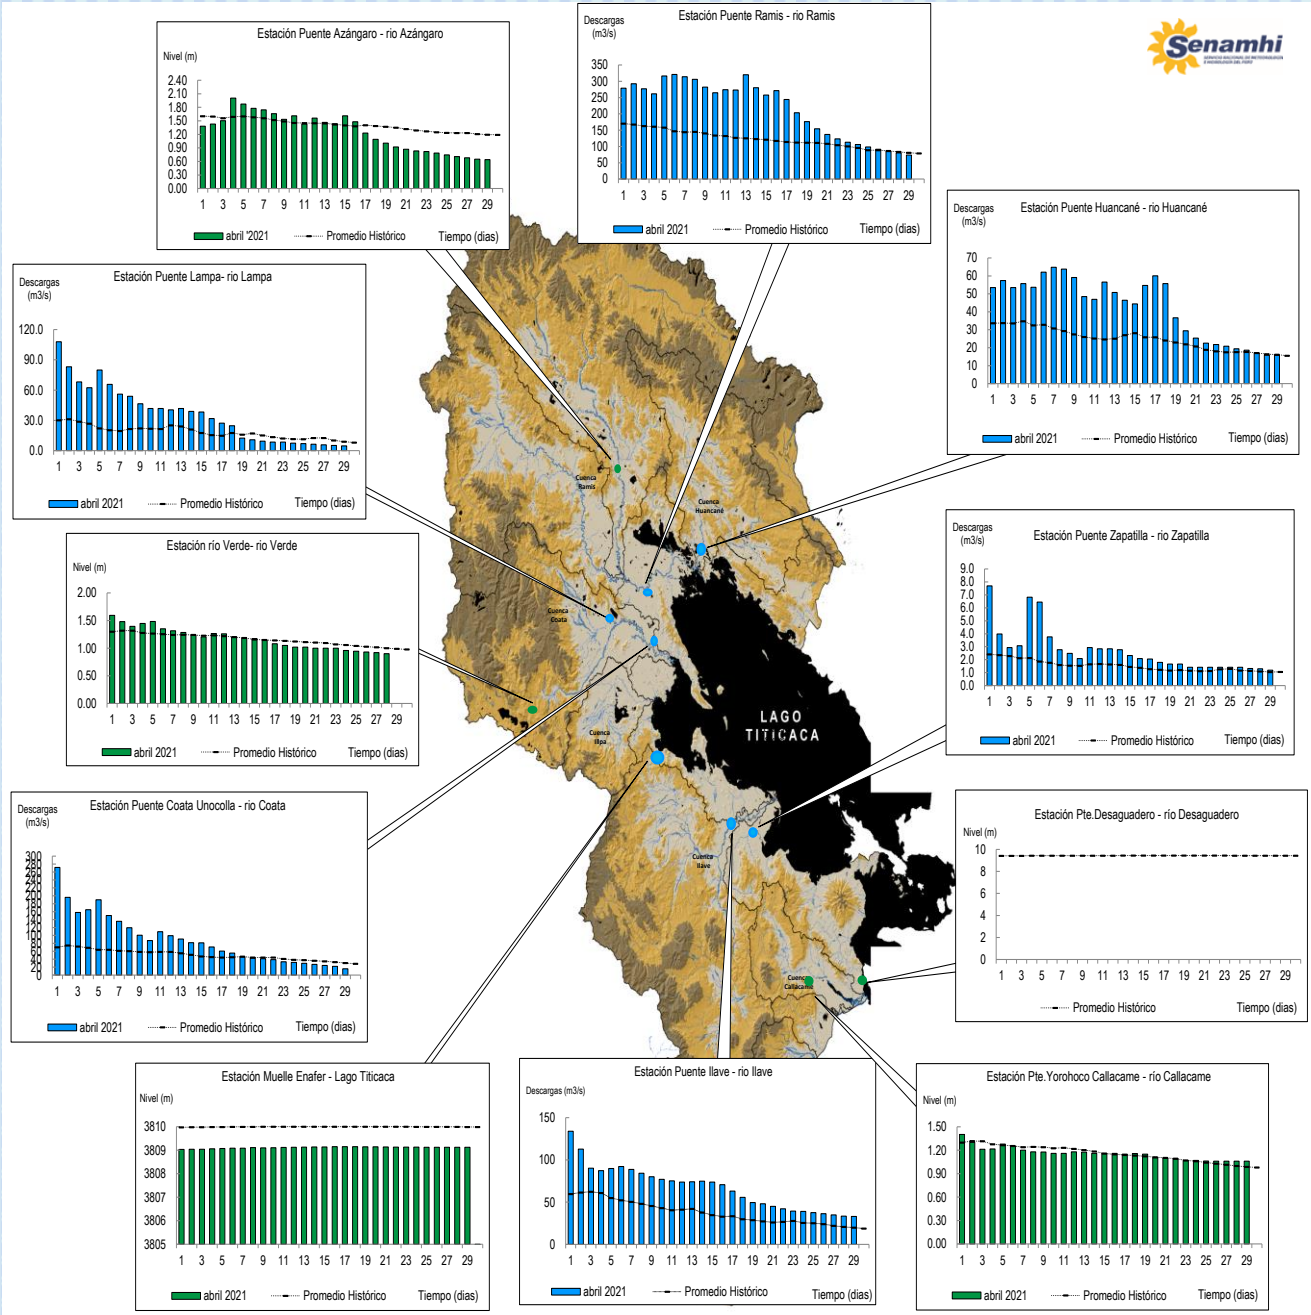 Senamhi
SERVICIO NACIONAL DE METEOROLOGÍA
E HIDROLOGÍA DEL PERÚ
Estación Puente Azángaro - rio Azángaro
Nivel (m)
2.40
2.10
1.80
1.50
1.20
0.90
0.60
0.30
0.00
1 3 5 7 9 11 13 15 17 19 21 23 25 27 29
abril '2021 Promedio Histórico Tiempo (dias)
Estación Puente Ramis - rio Ramis
Descargas
(m3/s)
350
300
250
200
150
100
50
0
1 3 5 7 9 11 13 15 17 19 21 23 25 27 29
abril 2021 Promedio Histórico Tiempo (dias)
Estación Puente Huancané - rio Huancané
Descargas
(m3/s)
70
60
50
40
30
20
10
0
1 3 5 7 9 11 13 15 17 19 21 23 25 27 29
abril 2021 Promedio Histórico Tiempo (dias)
Estación Puente Lampa- rio Lampa
Descargas
(m3/s)
120.0
90.0
60.0
30.0
0.0
1 3 5 7 9 11 13 15 17 19 21 23 25 27 29
abril 2021 Promedio Histórico Tiempo (dias)
Estación río Verde- rio Verde
Nivel (m)
2.00
1.50
1.00
0.50
0.00
1 3 5 7 9 11 13 15 17 19 21 23 25 27 29
abril 2021 Promedio Histórico Tiempo (dias)
Estación Puente Zapatilla - rio Zapatilla
Descargas
(m3/s)
9.0
8.0
7.0
6.0
5.0
4.0
3.0
2.0
1.0
0.0
1 3 5 7 9 11 13 15 17 19 21 23 25 27 29
abril 2021 Promedio Histórico Tiempo (dias)
Cuenca
Ramis
Cuenca
Huancané
Cuenca
Coata
Cuenca
Illpa
LAGO
TITICACA
Cuenca
Ilave
Cuenca
Callacame
Estación Puente Coata Unocolla - rio Coata
Descargas
(m3/s)
300
280
260
240
220
200
180
160
140
120
100
80
60
40
20
0
1 3 5 7 9 11 13 15 17 19 21 23 25 27 29
abril 2021 Promedio Histórico Tiempo (dias)
Estación Pte.Desaguadero - río Desaguadero
Nivel (m)
10
8
6
4
2
0
1 3 5 7 9 11 13 15 17 19 21 23 25 27 29
Promedio Histórico Tiempo (dias)
Estación Muelle Enafer - Lago Titicaca
Nivel (m)
3810
3809
3808
3807
3806
3805
1 3 5 7 9 11 13 15 17 19 21 23 25 27 29
abril 2021 Promedio Histórico Tiempo (dias)
Estación Puente Ilave - rio Ilave
Descargas (m3/s)
150
100
50
0
1 3 5 7 9 11 13 15 17 19 21 23 25 27 29
abril 2021 Promedio Histórico Tiempo (dias)
Estación Pte.Yorohoco Callacame - río Callacame
Nivel (m)
1.50
1.20
0.90
0.60
0.30
0.00
1 3 5 7 9 11 13 15 17 19 21 23 25 27 29
abril 2021 Promedio Histórico Tiempo (dias)